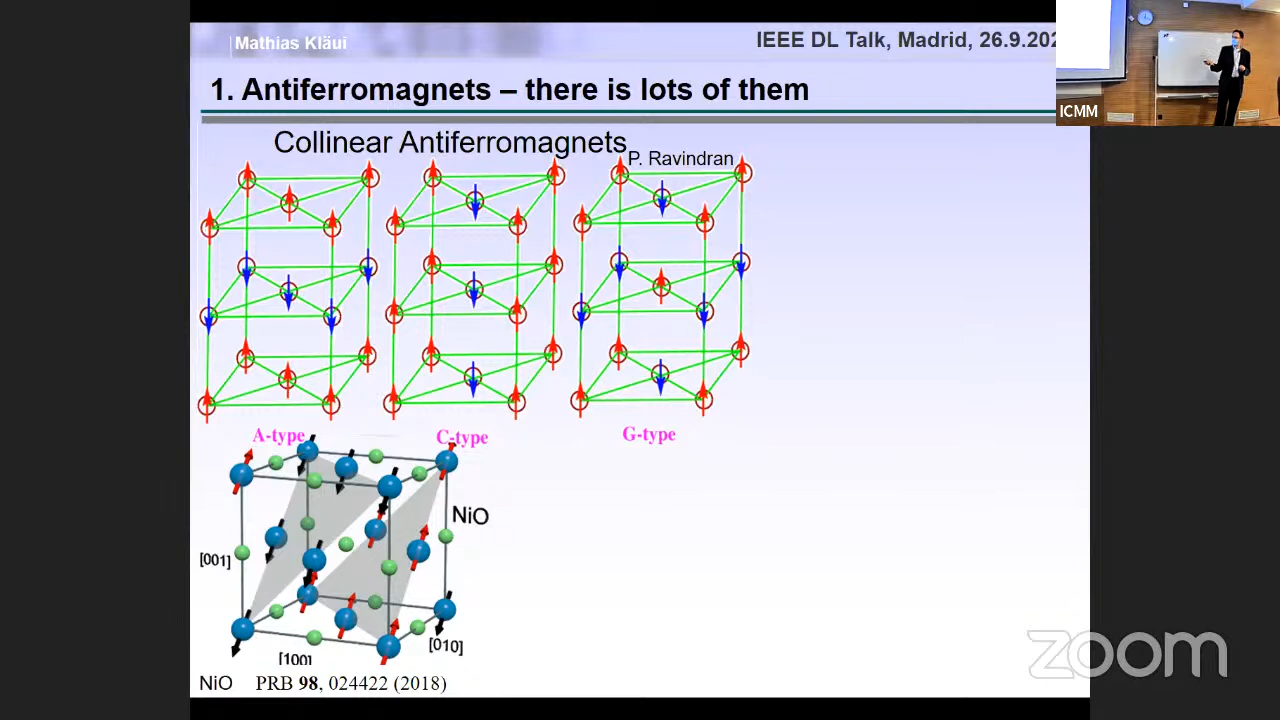 Mathias Kläui
IEEE DL Talk, Madrid, 26.9.202
ICMM
1. Antiferromagnets – there is lots of them
Collinear Antiferromagnets
P. Ravindran
A-type
C-type
G-type
NiO
[001]
[010]
[100]
NiO PRB 98, 024422 (2018)
zoom